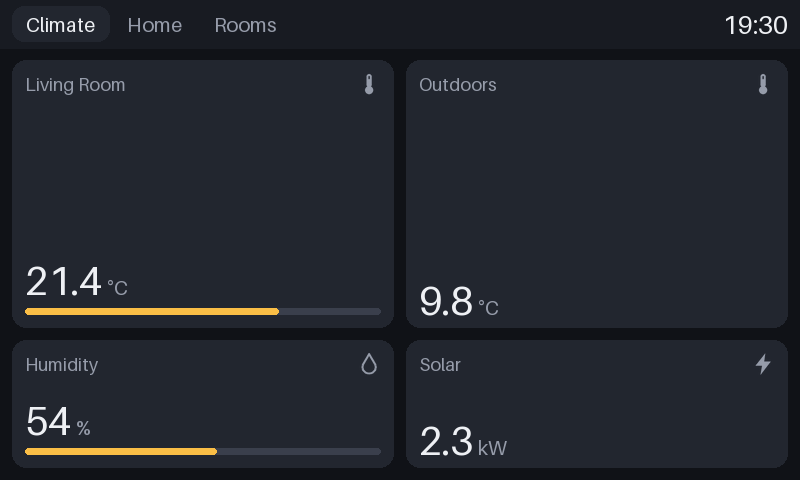 Climate Home Rooms 19:30
Living Room
21.4 °C
Outdoors
9.8 °C
Humidity
54 %
Solar
2.3 kW